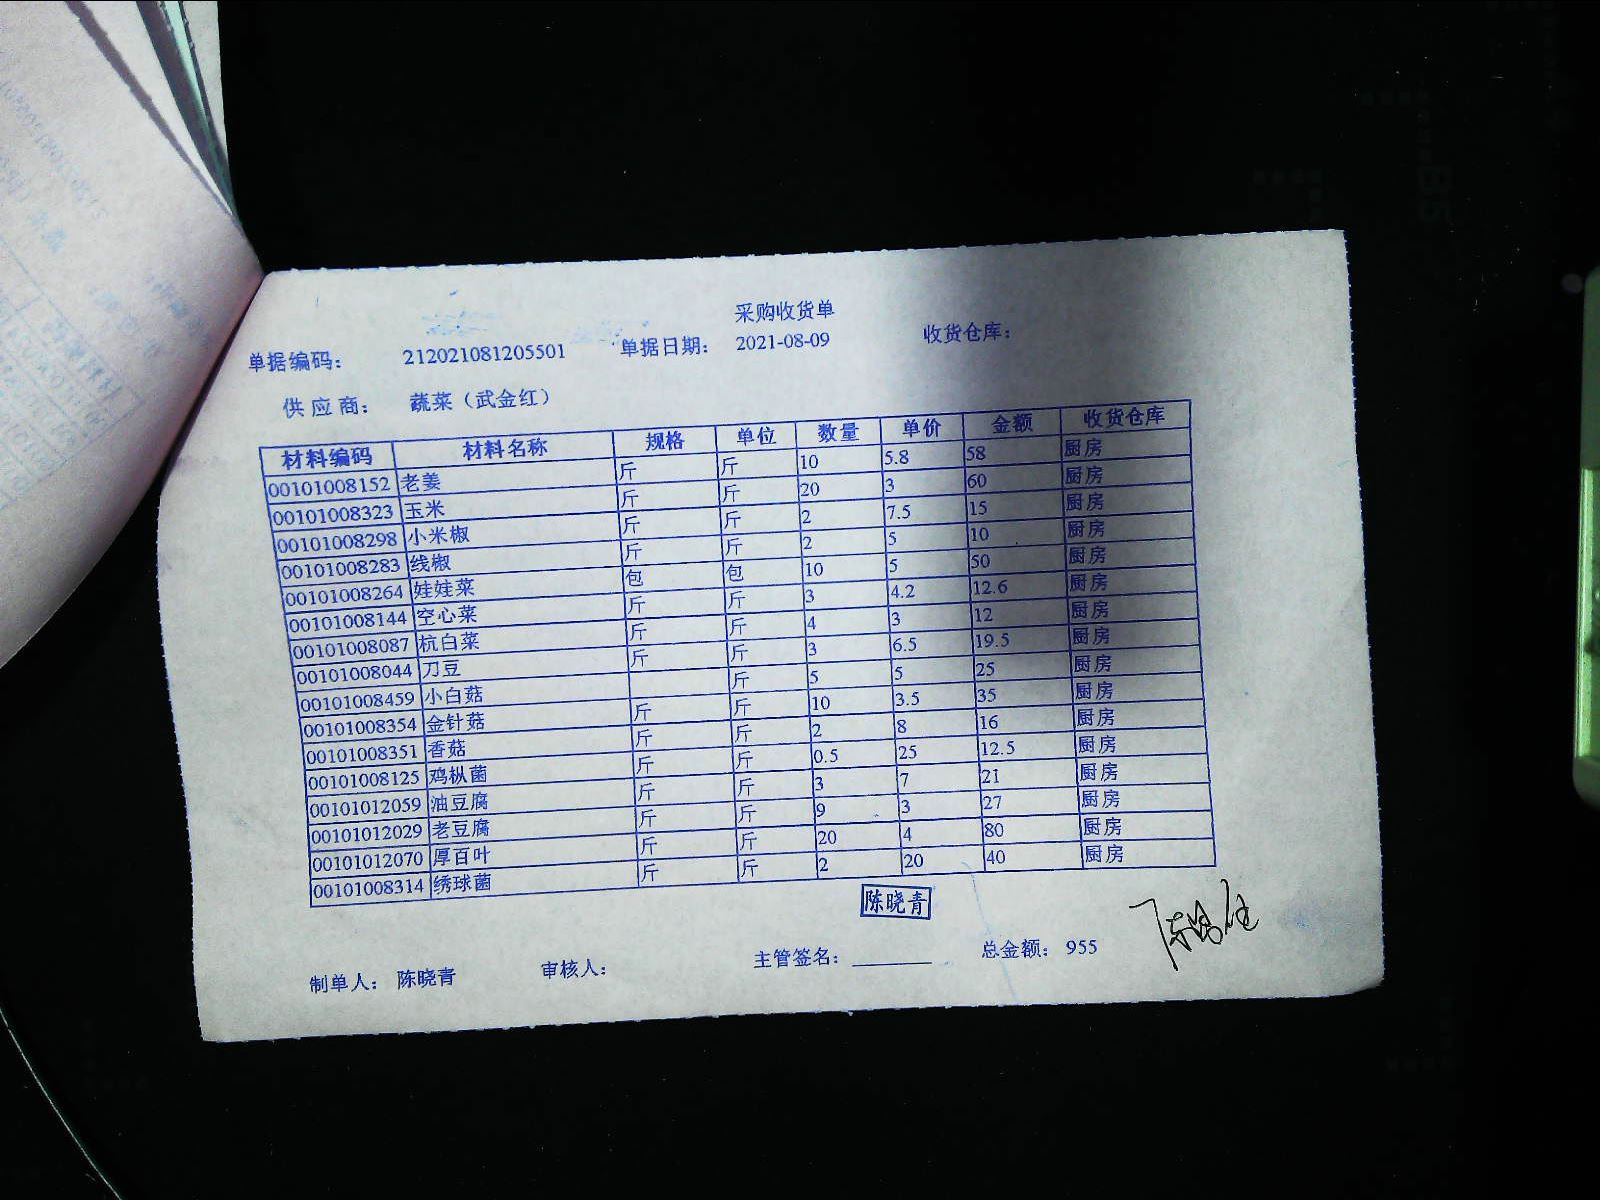 采购收货单
单据编码： 212021081205501 单据日期： 2021-08-09 收货仓库：
供 应 商： 蔬菜（武金红）
材料编码 材料名称 规格 单位 数量 单价 金额 收货仓库
00101008152 老姜 斤 斤 10 5.8 58 厨房
00101008323 玉米 斤 斤 20 3 60 厨房
00101008298 小米椒 斤 斤 2 7.5 15 厨房
00101008283 线椒 斤 斤 2 5 10 厨房
00101008264 娃娃菜 包 包 10 5 50 厨房
00101008144 空心菜 斤 斤 3 4.2 12.6 厨房
00101008087 杭白菜 斤 斤 4 3 12 厨房
00101008044 刀豆 斤 斤 3 6.5 19.5 厨房
00101008459 小白菇 斤 5 5 25 厨房
00101008354 金针菇 斤 斤 10 3.5 35 厨房
00101008351 香菇 斤 斤 2 8 16 厨房
00101008125 鸡枞菌 斤 斤 0.5 25 12.5 厨房
00101012059 油豆腐 斤 斤 3 7 21 厨房
00101012029 老豆腐 斤 斤 9 3 27 厨房
00101012070 厚百叶 斤 斤 20 4 80 厨房
00101008314 绣球菌 斤 斤 2 20 40 厨房
陈晓青
制单人： 陈晓青 审核人： 主管签名： 总金额： 955